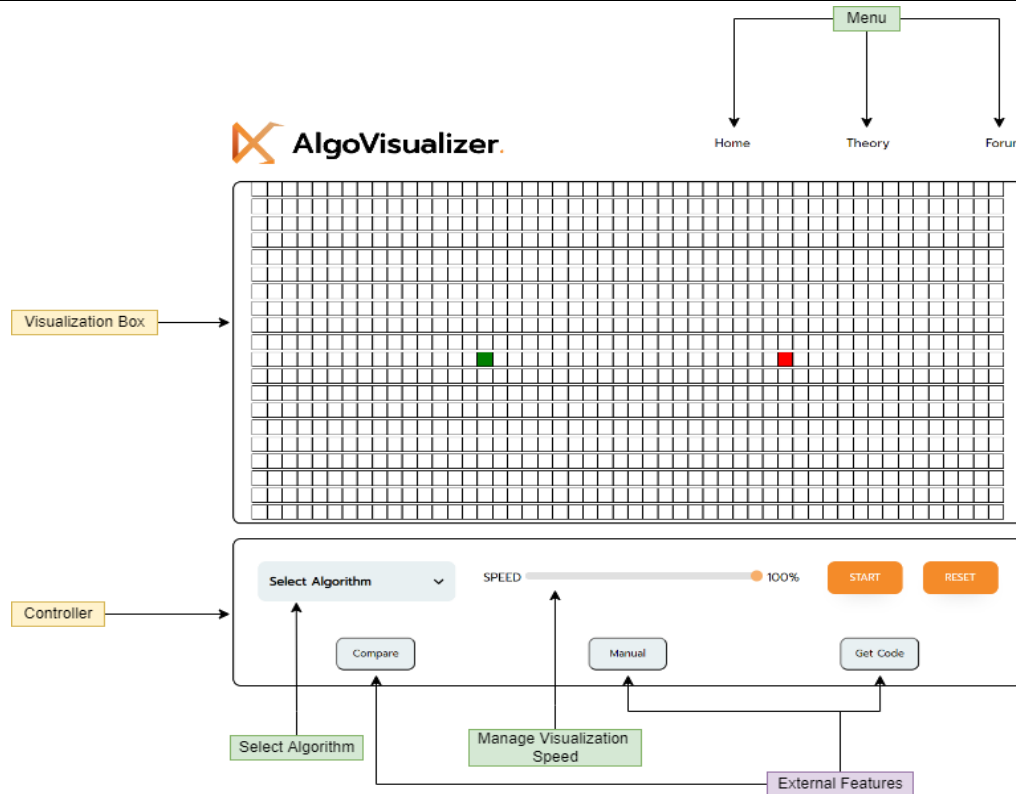 Menu
AlgoVisualizer.
Home
Theory
Forum
Visualization Box
Controller
Select Algorithm
SPEED
100%
START
RESET
Compare
Manual
Get Code
Select Algorithm
Manage Visualization
Speed
External Features